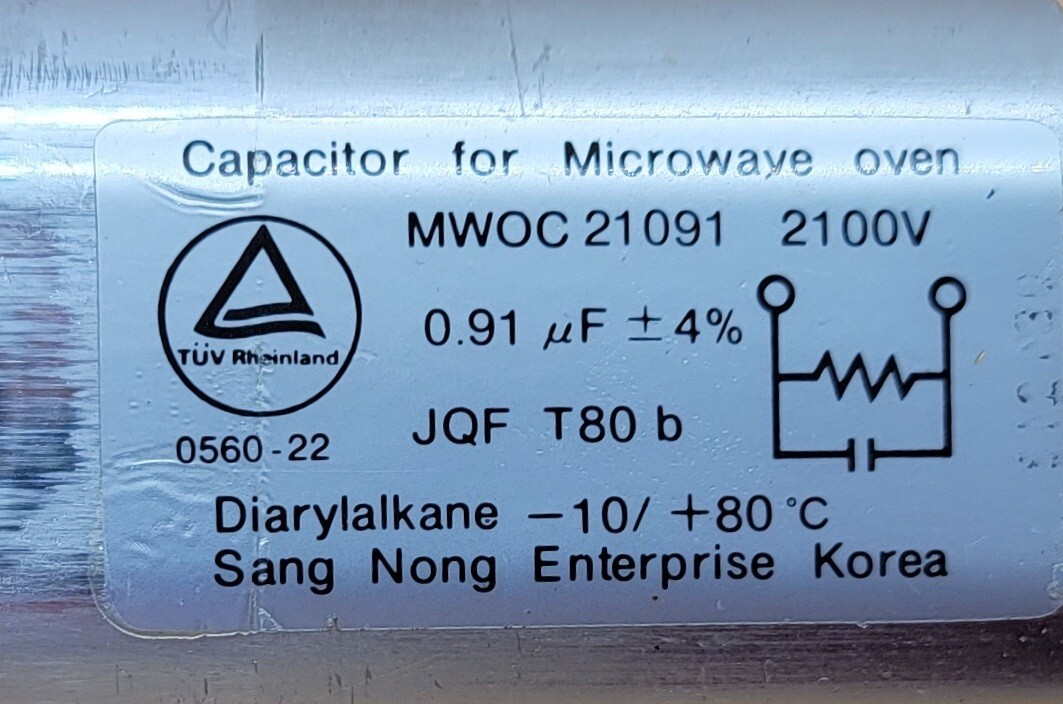 Capacitor for Microwave oven
MWOC 21091 2100V
0.91 μF ±4%
TÜV Rheinland
JQF T80 b
0560-22
Diarylalkane −10/ +80 °C
Sang Nong Enterprise Korea